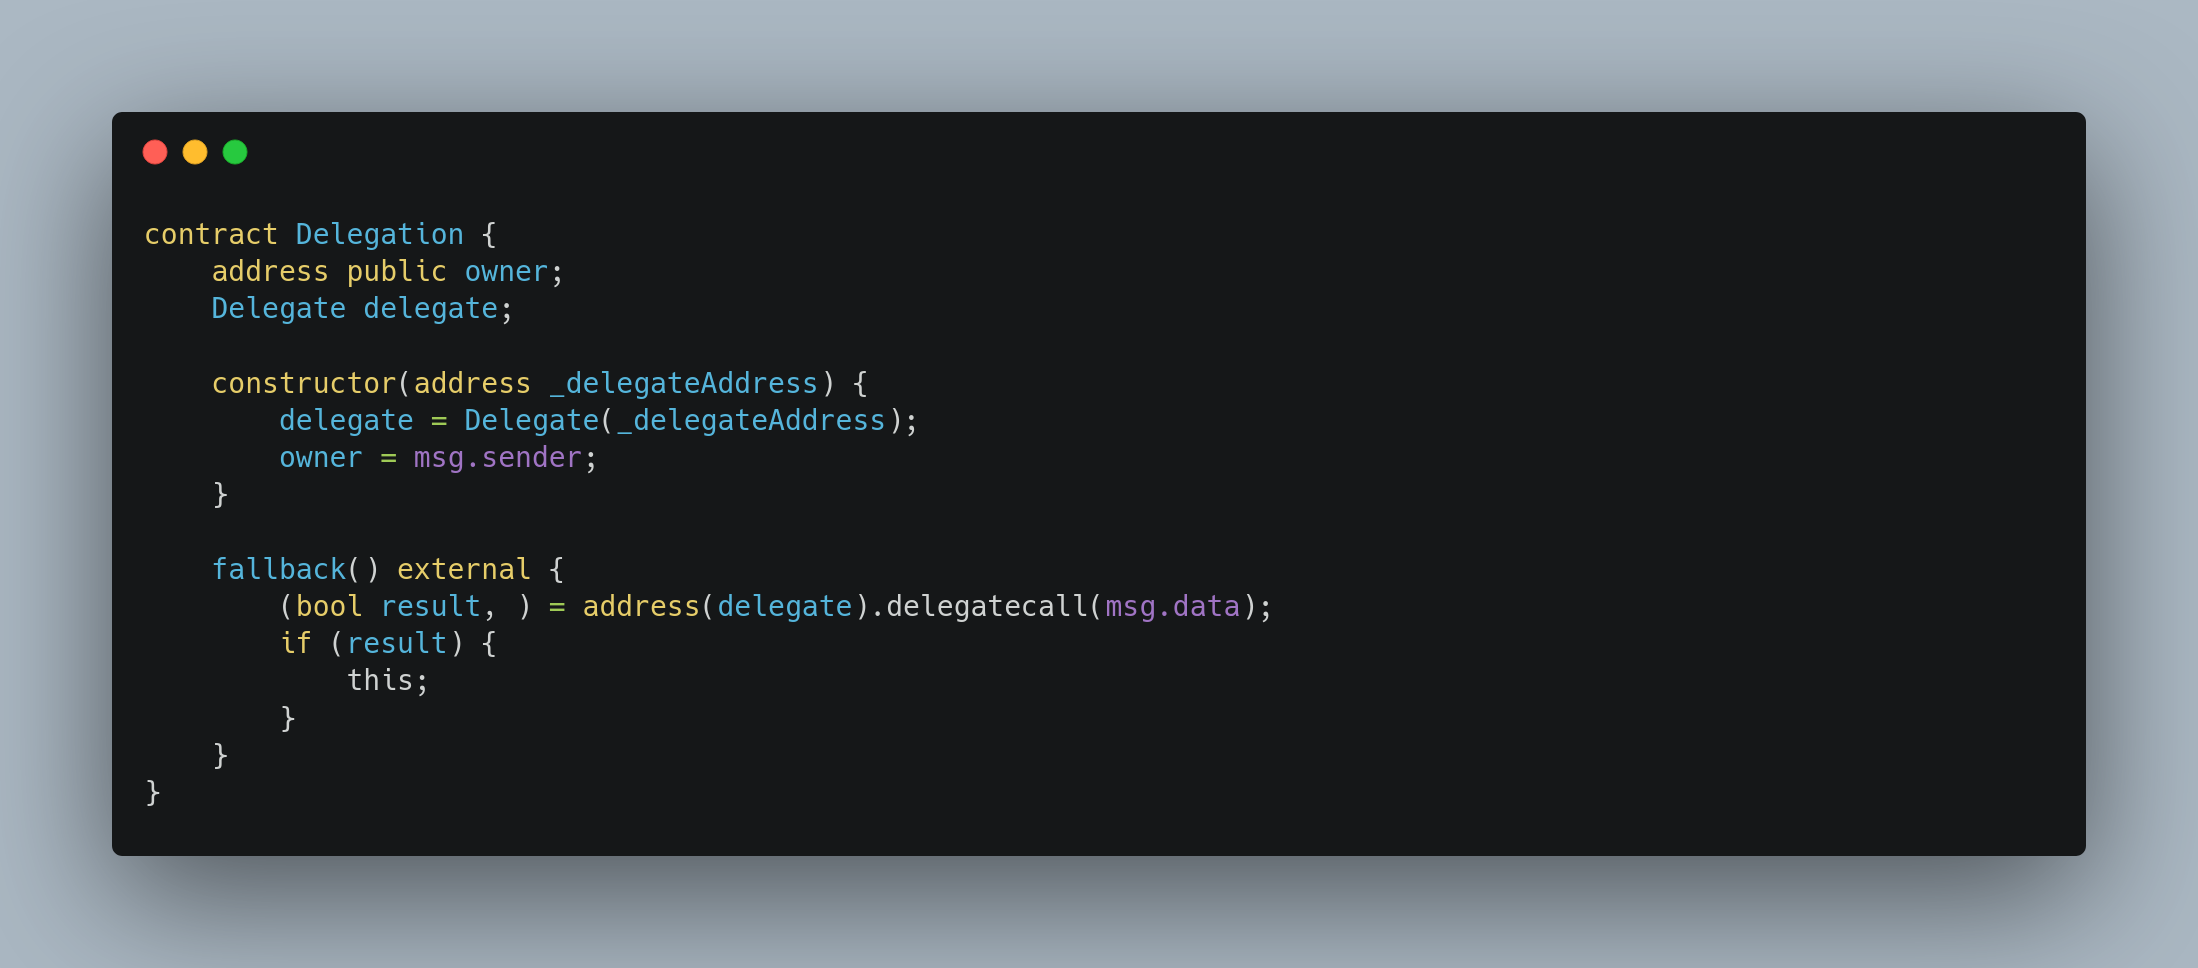 contract Delegation {
    address public owner;
    Delegate delegate;

    constructor(address _delegateAddress) {
        delegate = Delegate(_delegateAddress);
        owner = msg.sender;
    }

    fallback() external {
        (bool result, ) = address(delegate).delegatecall(msg.data);
        if (result) {
            this;
        }
    }
}